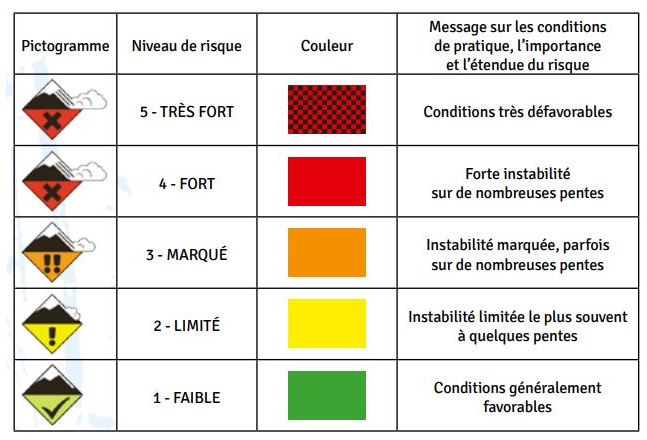 Pictogramme
Niveau de risque
Couleur
Message sur les conditions
de pratique, l’importance
et l’étendue du risque
5 - TRÈS FORT
Conditions très défavorables
4 - FORT
Forte instabilité
sur de nombreuses pentes
3 - MARQUÉ
Instabilité marquée, parfois
sur de nombreuses pentes
2 - LIMITÉ
Instabilité limitée le plus souvent
à quelques pentes
1 - FAIBLE
Conditions généralement
favorables